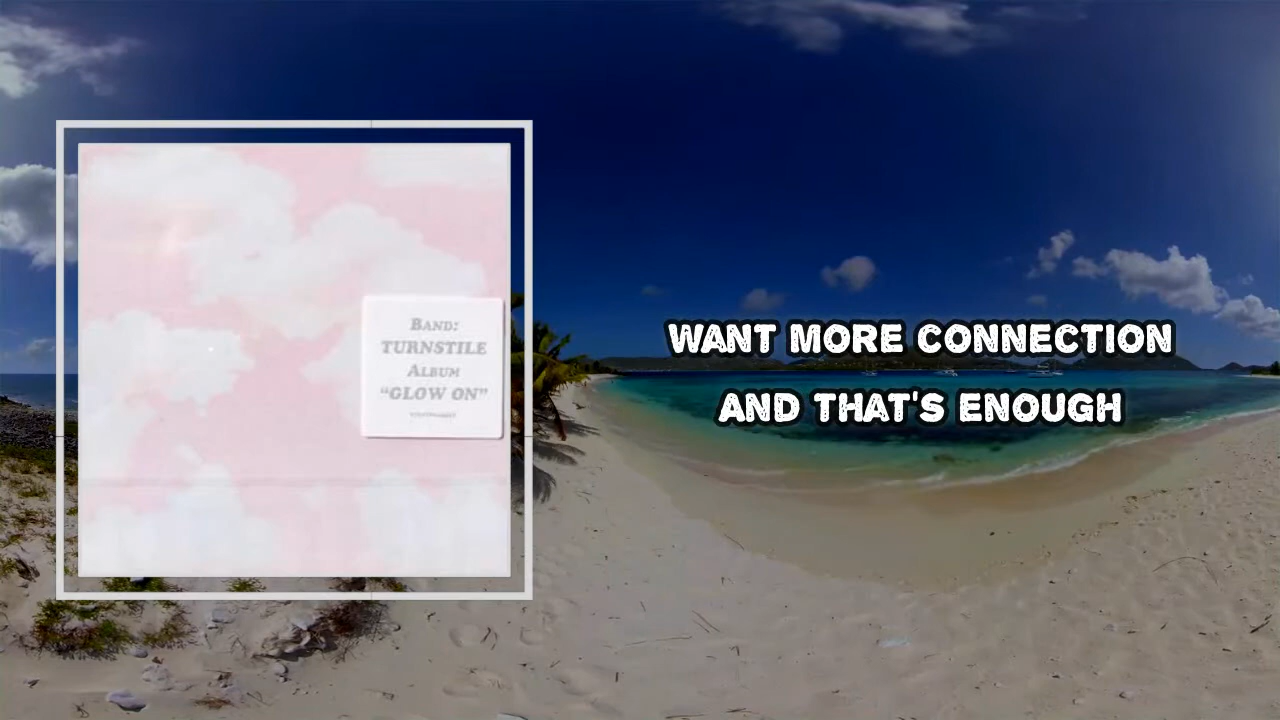 BAND:
TURNSTILE
ALBUM
“GLOW ON”
WANT MORE CONNECTION
AND THAT'S ENOUGH